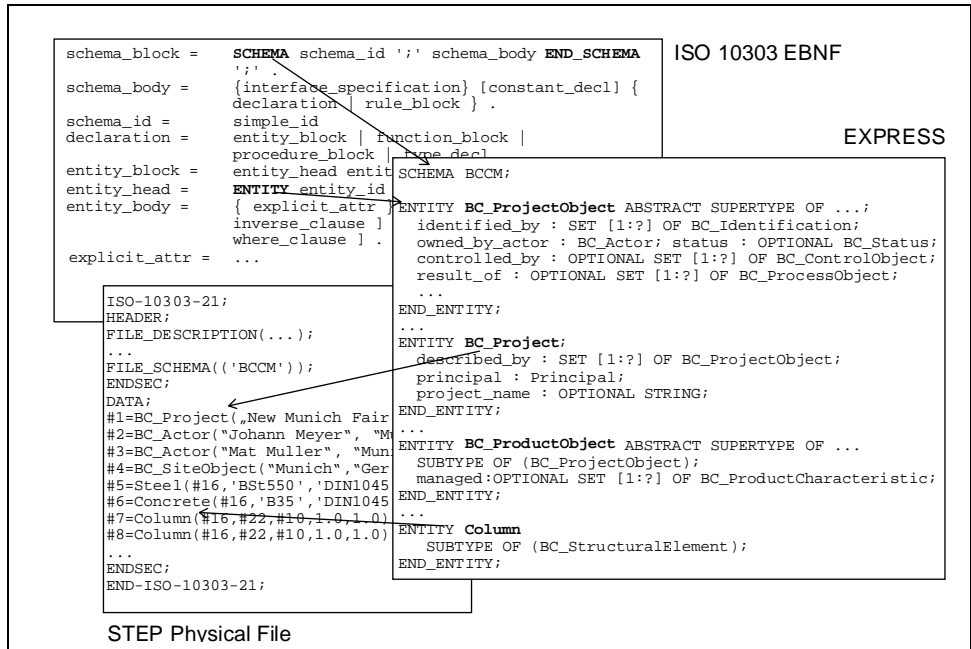 schema_block = SCHEMA schema_id ';' schema_body END_SCHEMA
';' .
schema_body = {interface_specification} [constant_decl] {
declaration | rule_block } .
schema_id = simple_id
declaration = entity_block | function_block |
procedure_block | type_decl
entity_block = entity_head entit
entity_head = ENTITY entity_id
entity_body = { explicit_attr }
inverse_clause ]
where_clause ] .
explicit_attr = ...
ISO 10303 EBNF
EXPRESS
SCHEMA BCCM;
ENTITY BC_ProjectObject ABSTRACT SUPERTYPE OF ...;
identified_by : SET [1:?] OF BC_Identification;
owned_by_actor : BC_Actor; status : OPTIONAL BC_Status;
controlled_by : OPTIONAL SET [1:?] OF BC_ControlObject;
result_of : OPTIONAL SET [1:?] OF BC_ProcessObject;
...
END_ENTITY;
...
ENTITY BC_Project;
described_by : SET [1:?] OF BC_ProjectObject;
principal : Principal;
project_name : OPTIONAL STRING;
END_ENTITY;
...
ENTITY BC_ProductObject ABSTRACT SUPERTYPE OF ...
SUBTYPE OF (BC_ProjectObject);
managed:OPTIONAL SET [1:?] OF BC_ProductCharacteristic;
END_ENTITY;
...
ENTITY Column
SUBTYPE OF (BC_StructuralElement);
END_ENTITY;
ISO-10303-21;
HEADER;
FILE_DESCRIPTION(...);
...
FILE_SCHEMA(('BCCM'));
ENDSEC;
DATA;
#1=BC_Project(„New Munich Fair
#2=BC_Actor("Johann Meyer", "Mu
#3=BC_Actor("Mat Muller", "Muni
#4=BC_SiteObject("Munich","Ger
#5=Steel(#16,'BSt550','DIN1045
#6=Concrete(#16,'B35','DIN1045
#7=Column(#16,#22,#10,1.0,1.0)
#8=Column(#16,#22,#10,1.0,1.0)
...
ENDSEC;
END-ISO-10303-21;
STEP Physical File